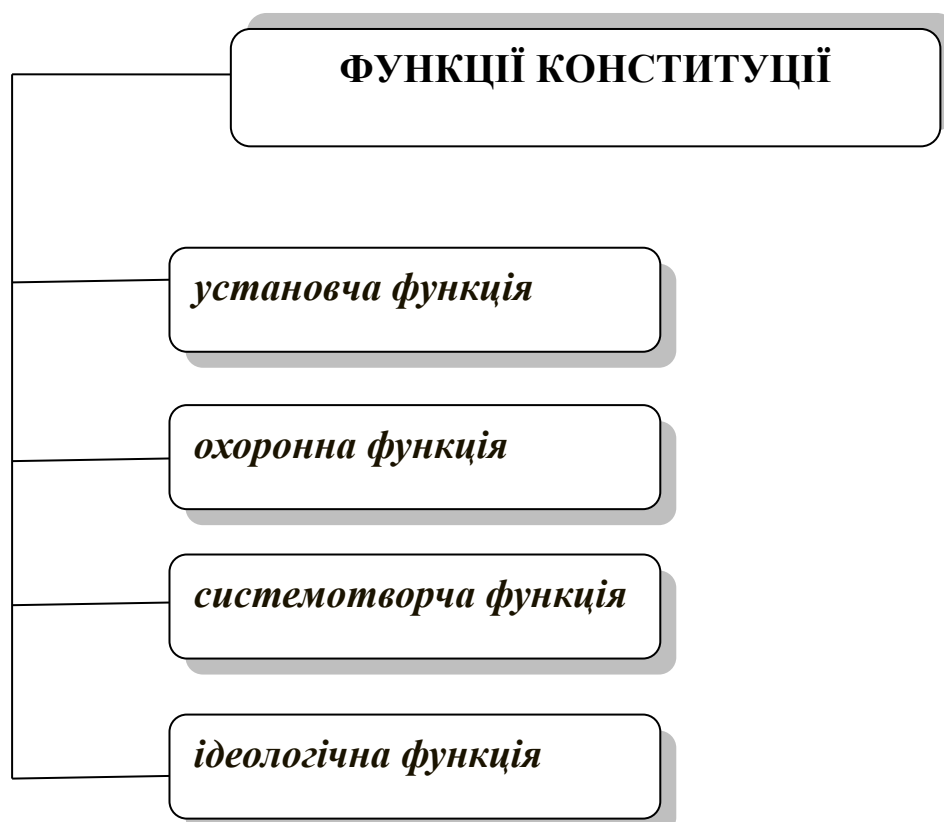 ФУНКЦІЇ КОНСТИТУЦІЇ
установча функція
охоронна функція
системотворча функція
ідеологічна функція